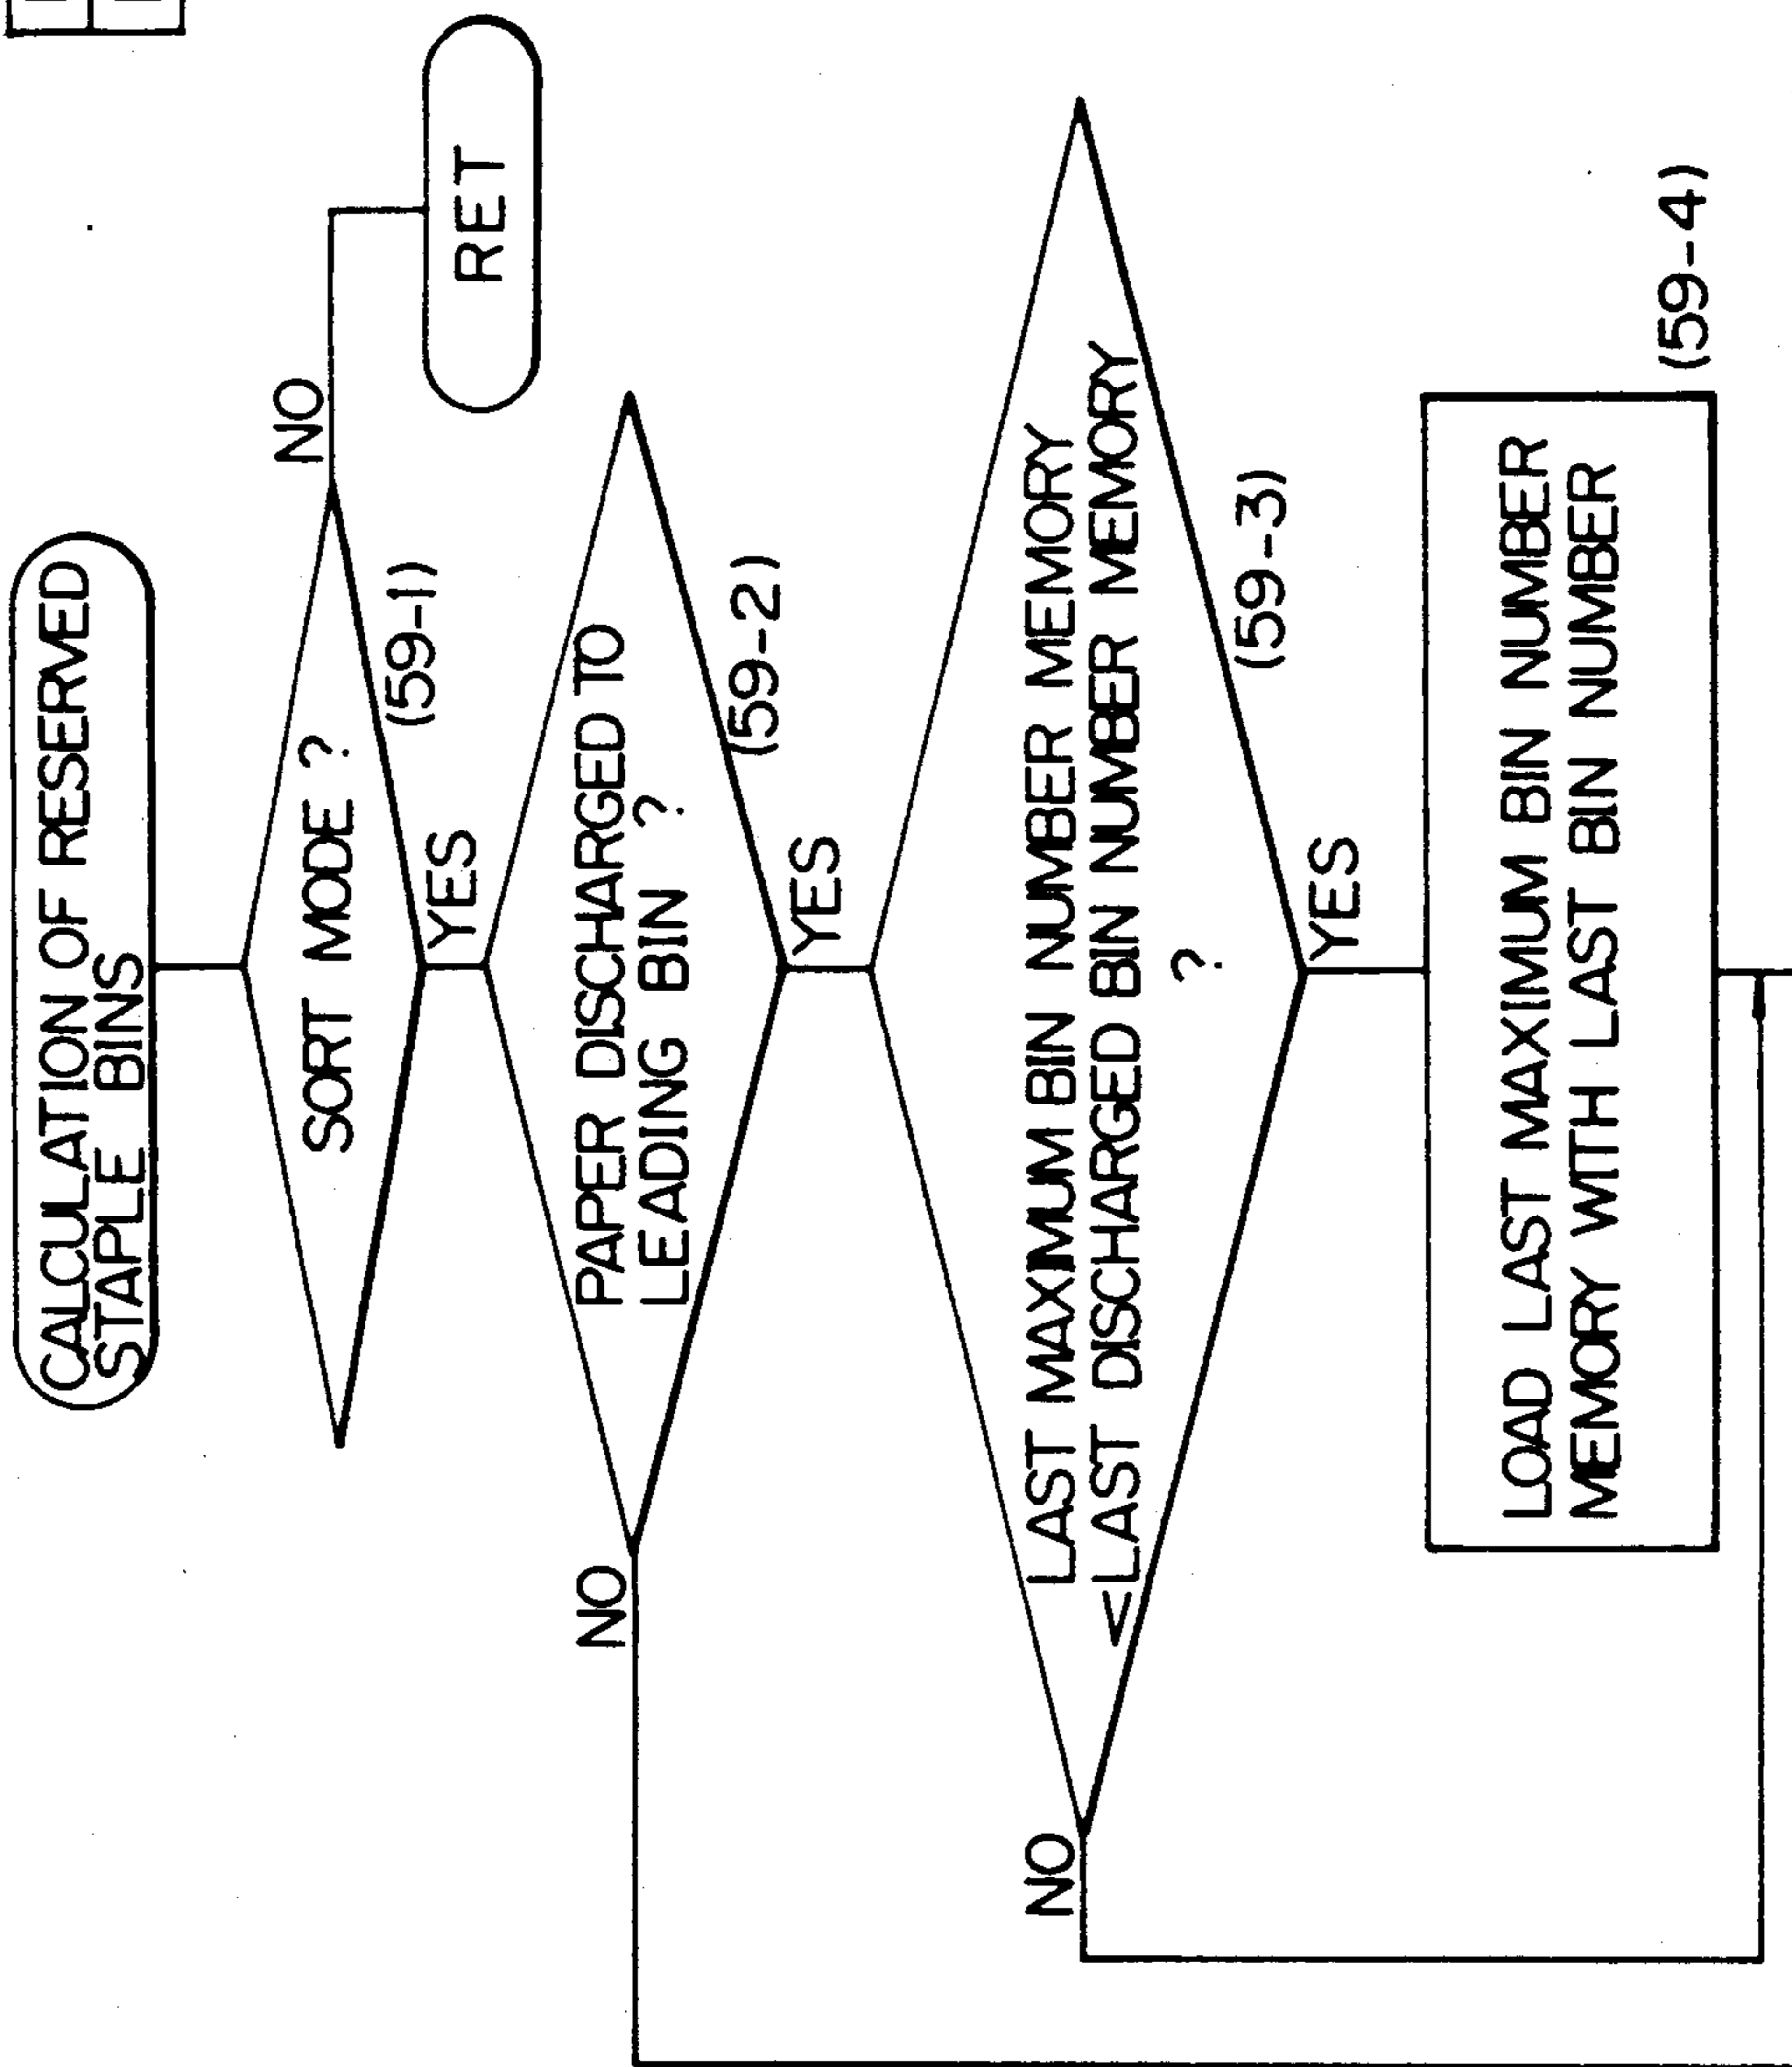 CALCULATION OF RESERVED
STAPLE BINS
SORT MODE ?
NO
(59-1)
YES
RET
PAPER DISCHARGED TO
LEADING BIN ?
NO
(59-2)
YES
LAST MAXIMUM BIN NUMBER MEMORY
<LAST DISCHARGED BIN NUMBER MEMORY
?
NO
(59-3)
YES
LOAD LAST MAXIMUM BIN NUMBER
MEMORY WITH LAST BIN NUMBER
(59-4)